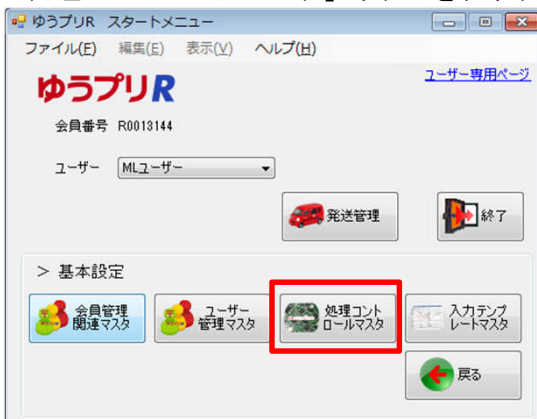 ゆうプリR スタートメニュー
ファイル(F) 編集(E) 表示(V) ヘルプ(H)
ユーザー専用ページ
ゆうプリR
会員番号 R0013144
ユーザー MLユーザー
発送管理
終了
> 基本設定
会員管理
関連マスタ
ユーザー
管理マスタ
処理コント
ロールマスタ
入力テンプ
レートマスタ
戻る